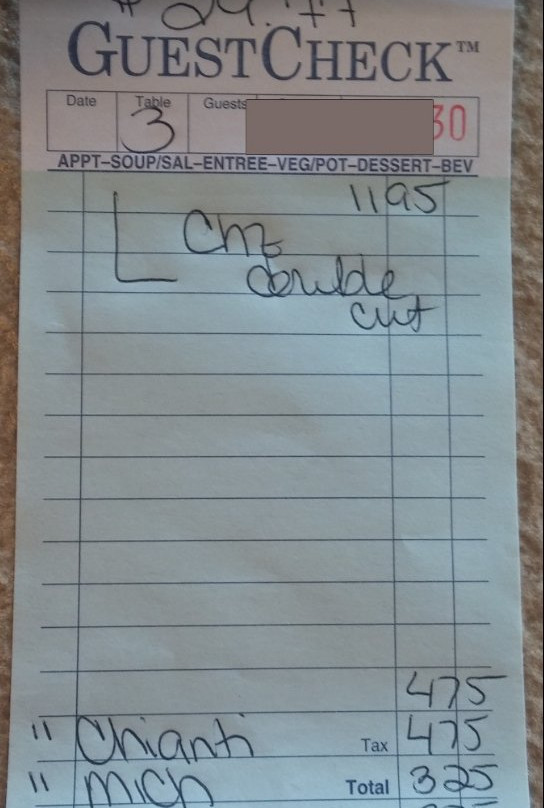 GUESTCHECK™
Date Table Guests
3 30
APPT–SOUP/SAL–ENTREE–VEG/POT–DESSERT–BEV
1195
L Chz
double
cut
475
" Chianti Tax 475
" Mich Total 325